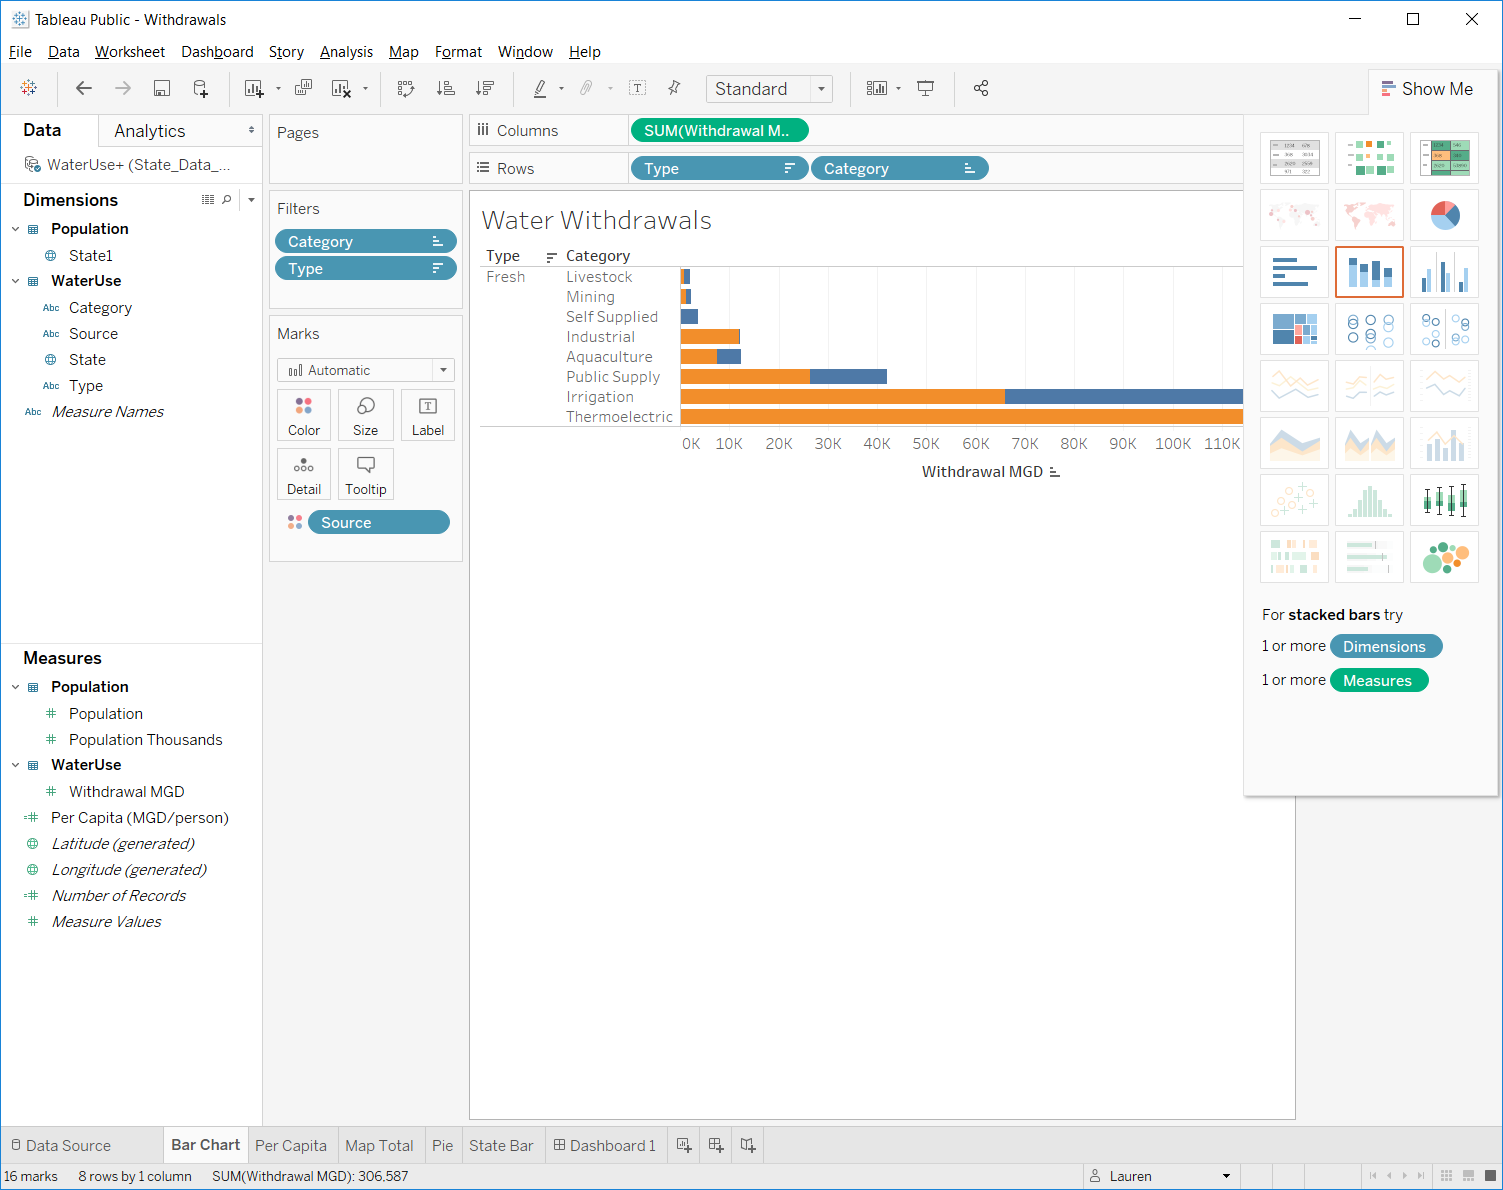 Tableau Public - Withdrawals
File Data Worksheet Dashboard Story Analysis Map Format Window Help
Standard
Show Me
Data Analytics
WaterUse+ (State_Data_...
Dimensions
Population
State1
WaterUse
Abc Category
Abc Source
State
Abc Type
Abc Measure Names
Measures
Population
Population
Population Thousands
WaterUse
Withdrawal MGD
Per Capita (MGD/person)
Latitude (generated)
Longitude (generated)
Number of Records
Measure Values
Pages
Filters
Category
Type
Marks
Automatic
Color Size Label
Detail Tooltip
Source
Columns SUM(Withdrawal M..
Rows Type Category
Water Withdrawals
Type Category
Fresh Livestock
Mining
Self Supplied
Industrial
Aquaculture
Public Supply
Irrigation
Thermoelectric
0K 10K 20K 30K 40K 50K 60K 70K 80K 90K 100K 110K
Withdrawal MGD
For stacked bars try
1 or more Dimensions
1 or more Measures
Data Source Bar Chart Per Capita Map Total Pie State Bar Dashboard 1
16 marks 8 rows by 1 column SUM(Withdrawal MGD): 306,587 Lauren